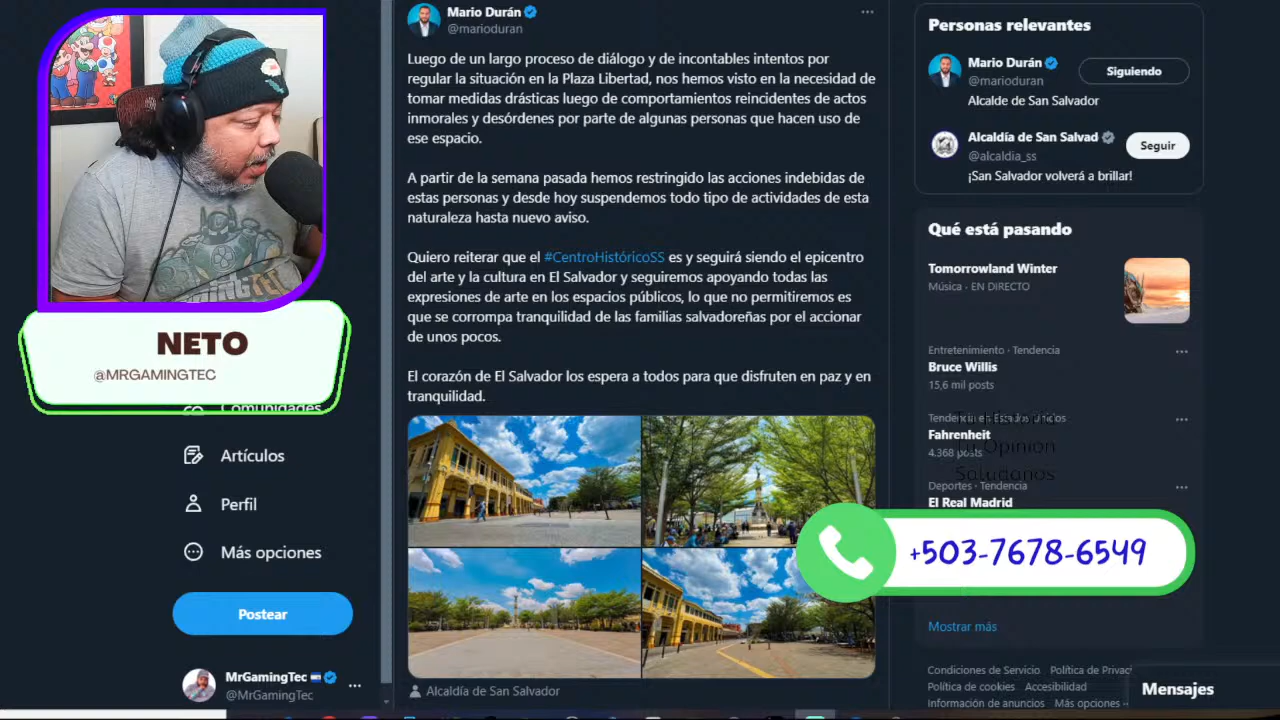 Mario Durán
@marioduran
Luego de un largo proceso de diálogo y de incontables intentos por
regular la situación en la Plaza Libertad, nos hemos visto en la necesidad de
tomar medidas drásticas luego de comportamientos reincidentes de actos
inmorales y desórdenes por parte de algunas personas que hacen uso de
ese espacio.
A partir de la semana pasada hemos restringido las acciones indebidas de
estas personas y desde hoy suspendemos todo tipo de actividades de esta
naturaleza hasta nuevo aviso.
Quiero reiterar que el #CentroHistóricoSS es y seguirá siendo el epicentro
del arte y la cultura en El Salvador y seguiremos apoyando todas las
expresiones de arte en los espacios públicos, lo que no permitiremos es
que se corrompa tranquilidad de las familias salvadoreñas por el accionar
de unos pocos.
El corazón de El Salvador los espera a todos para que disfruten en paz y en
tranquilidad.
Alcaldía de San Salvador
NETO
@MRGAMINGTEC
Comunidades
Artículos
Perfil
Más opciones
Postear
MrGamingTec
@MrGamingTec
Personas relevantes
Mario Durán
@marioduran
Siguiendo
Alcalde de San Salvador
Alcaldía de San Salvad
@alcaldia_ss
Seguir
¡San Salvador volverá a brillar!
Qué está pasando
Tomorrowland Winter
Música · EN DIRECTO
Entretenimiento · Tendencia
Bruce Willis
15,6 mil posts
Tendencia en Estados Unidos
Fahrenheit
4.368 posts
Tu Opinion
Saludanos
Deportes · Tendencia
El Real Madrid
+503-7678-6549
Mostrar más
Condiciones de Servicio Política de Privac
Política de cookies Accesibilidad
Información de anuncios Más opciones ··
Mensajes